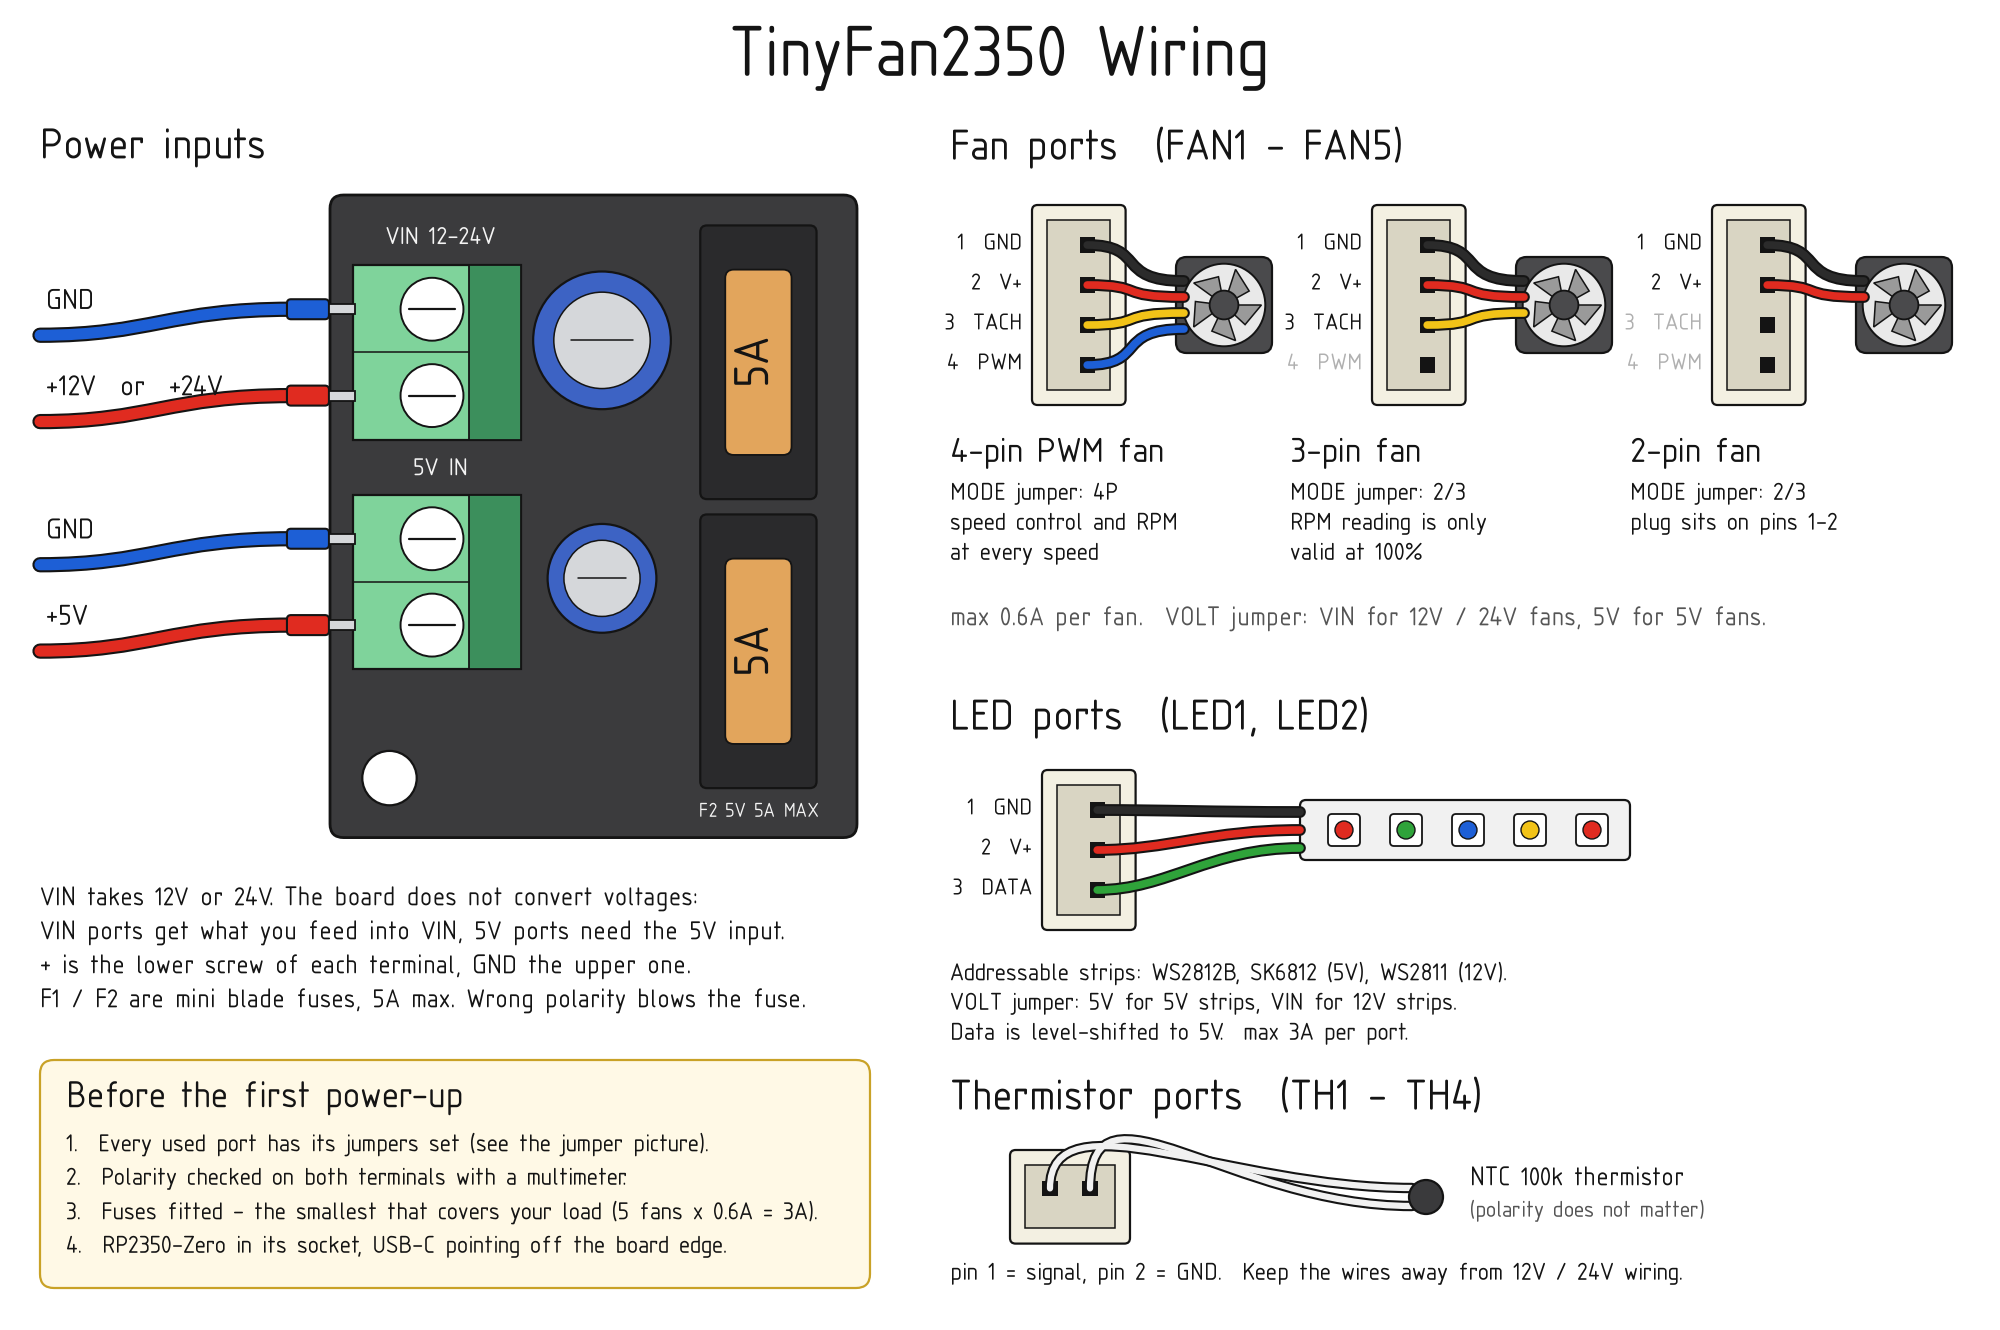 TinyFan2350 Wiring
Power inputs
VIN 12-24V
GND
+12V or +24V
5A
5V IN
GND
+5V
5A
F2 5V 5A MAX
VIN takes 12V or 24V. The board does not convert voltages:
VIN ports get what you feed into VIN, 5V ports need the 5V input.
+ is the lower screw of each terminal, GND the upper one.
F1 / F2 are mini blade fuses, 5A max. Wrong polarity blows the fuse.
Before the first power-up
1. Every used port has its jumpers set (see the jumper picture).
2. Polarity checked on both terminals with a multimeter.
3. Fuses fitted - the smallest that covers your load (5 fans x 0.6A = 3A).
4. RP2350-Zero in its socket, USB-C pointing off the board edge.
Fan ports (FAN1 - FAN5)
1 GND
2 V+
3 TACH
4 PWM
4-pin PWM fan
MODE jumper: 4P
speed control and RPM
at every speed
1 GND
2 V+
3 TACH
4 PWM
3-pin fan
MODE jumper: 2/3
RPM reading is only
valid at 100%
1 GND
2 V+
3 TACH
4 PWM
2-pin fan
MODE jumper: 2/3
plug sits on pins 1-2
max 0.6A per fan. VOLT jumper: VIN for 12V / 24V fans, 5V for 5V fans.
LED ports (LED1, LED2)
1 GND
2 V+
3 DATA
Addressable strips: WS2812B, SK6812 (5V), WS2811 (12V).
VOLT jumper: 5V for 5V strips, VIN for 12V strips.
Data is level-shifted to 5V. max 3A per port.
Thermistor ports (TH1 - TH4)
NTC 100k thermistor
(polarity does not matter)
pin 1 = signal, pin 2 = GND. Keep the wires away from 12V / 24V wiring.